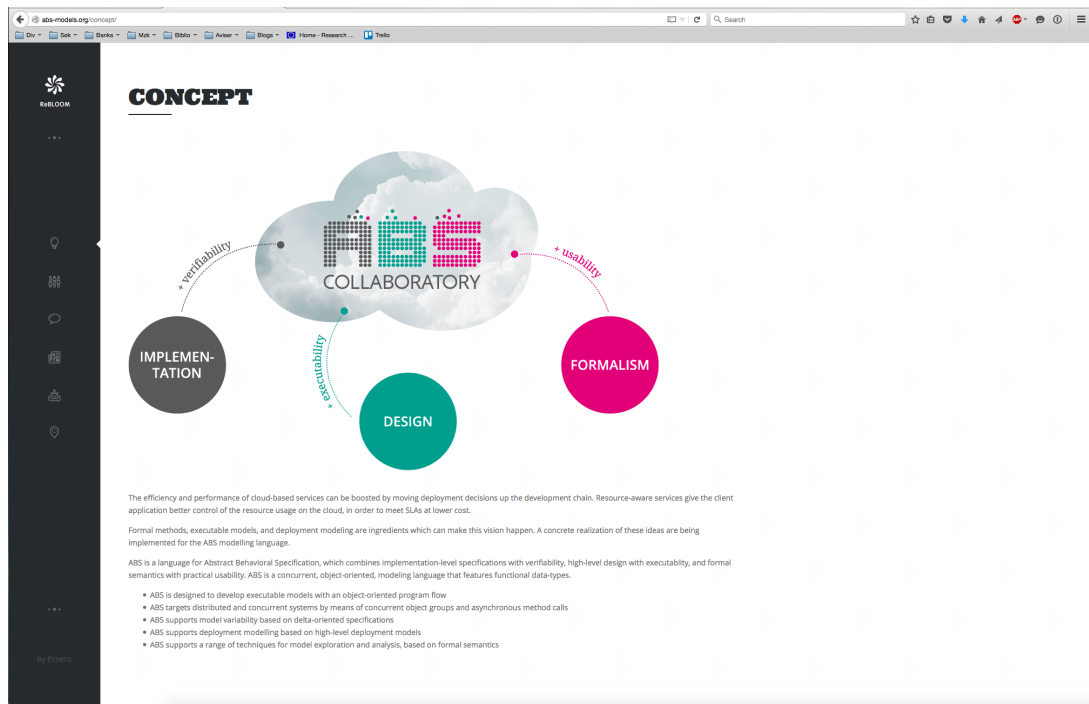 abs-models.org/concept/
Search
Div
Søk
Banks
Mzk
Biblio
Aviser
Blogs
Home - Research ...
Trello
ABP
ReBLOOM
CONCEPT
ABS
COLLABORATORY
+ verifiability
+ usability
+ executability
IMPLEMEN-
TATION
FORMALISM
DESIGN
The efficiency and performance of cloud-based services can be boosted by moving deployment decisions up the development chain. Resource-aware services give the client
application better control of the resource usage on the cloud, in order to meet SLAs at lower cost.
Formal methods, executable models, and deployment modeling are ingredients which can make this vision happen. A concrete realization of these ideas are being
implemented for the ABS modelling language.
ABS is a language for Abstract Behavioral Specification, which combines implementation-level specifications with verifiability, high-level design with executablity, and formal
semantics with practical usability. ABS is a concurrent, object-oriented, modeling language that features functional data-types.
• ABS is designed to develop executable models with an object-oriented program flow
• ABS targets distributed and concurrent systems by means of concurrent object groups and asynchronous method calls
• ABS supports model variability based on delta-oriented specifications
• ABS supports deployment modelling based on high-level deployment models
• ABS supports a range of techniques for model exploration and analysis, based on formal semantics
by Essenz